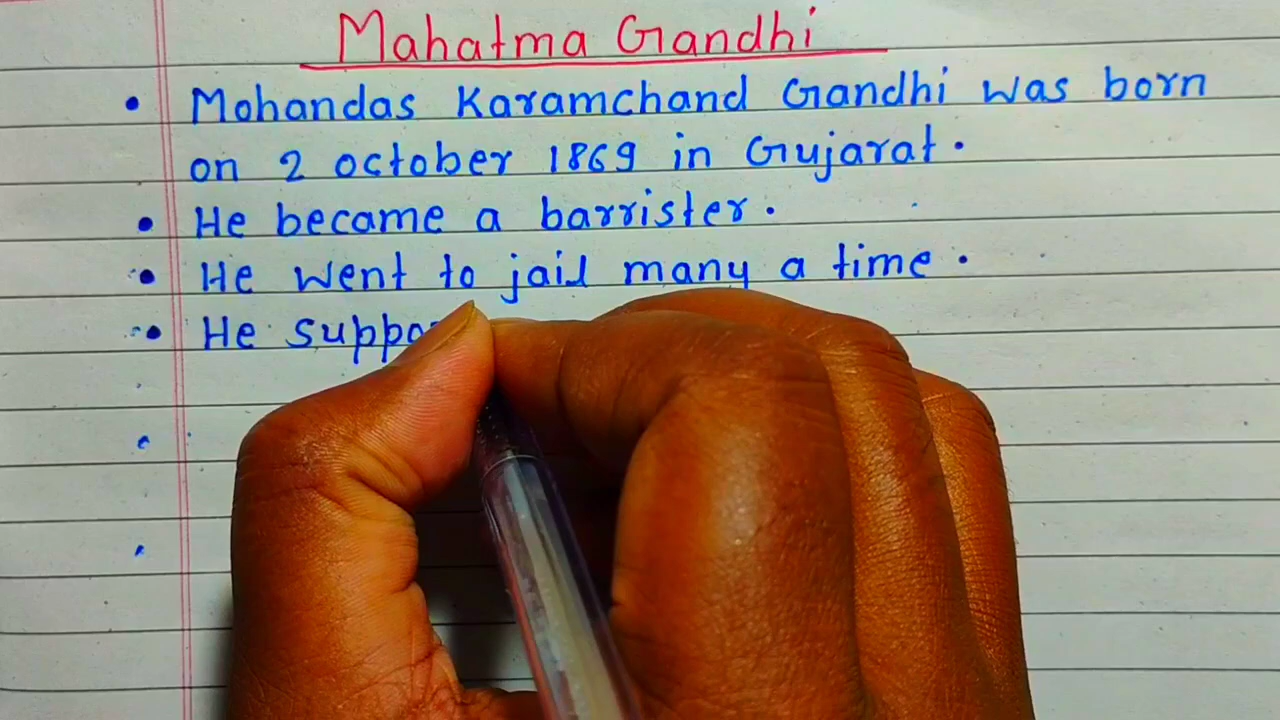 Mahatma Gandhi
• Mohandas Karamchand Gandhi was born
on 2 october 1869 in Gujarat.
• He became a barrister.
• He went to jail many a time.
• He suppo